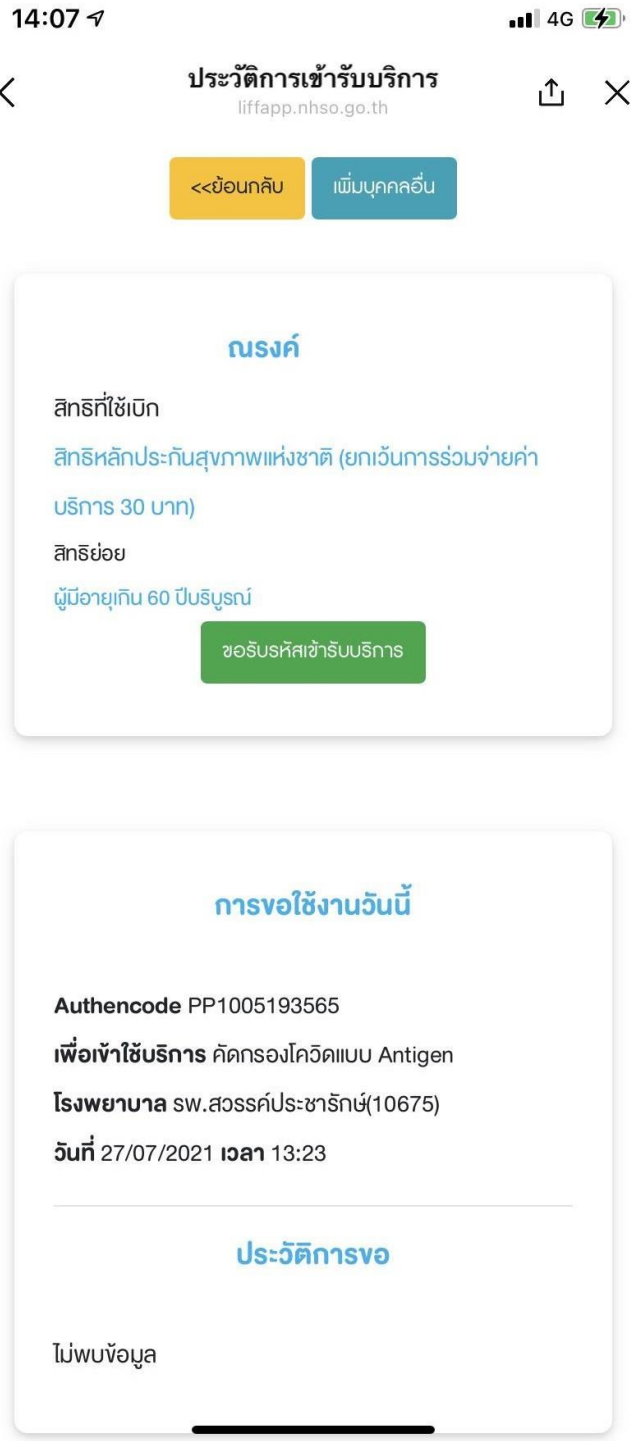 14:07
4G
ประวัติการเข้ารับบริการ
liffapp.nhso.go.th
<<ย้อนกลับ
เพิ่มบุคคลอื่น
ณรงค์
สิทธิที่ใช้เบิก
สิทธิหลักประกันสุขภาพแห่งชาติ (ยกเว้นการร่วมจ่ายค่า
บริการ 30 บาท)
สิทธิย่อย
ผู้มีอายุเกิน 60 ปีบริบูรณ์
ขอรับรหัสเข้ารับบริการ
การขอใช้งานวันนี้
Authencode PP1005193565
เพื่อเข้าใช้บริการ คัดกรองโควิดแบบ Antigen
โรงพยาบาล รพ.สวรรค์ประชารักษ์(10675)
วันที่ 27/07/2021 เวลา 13:23
ประวัติการขอ
ไม่พบข้อมูล